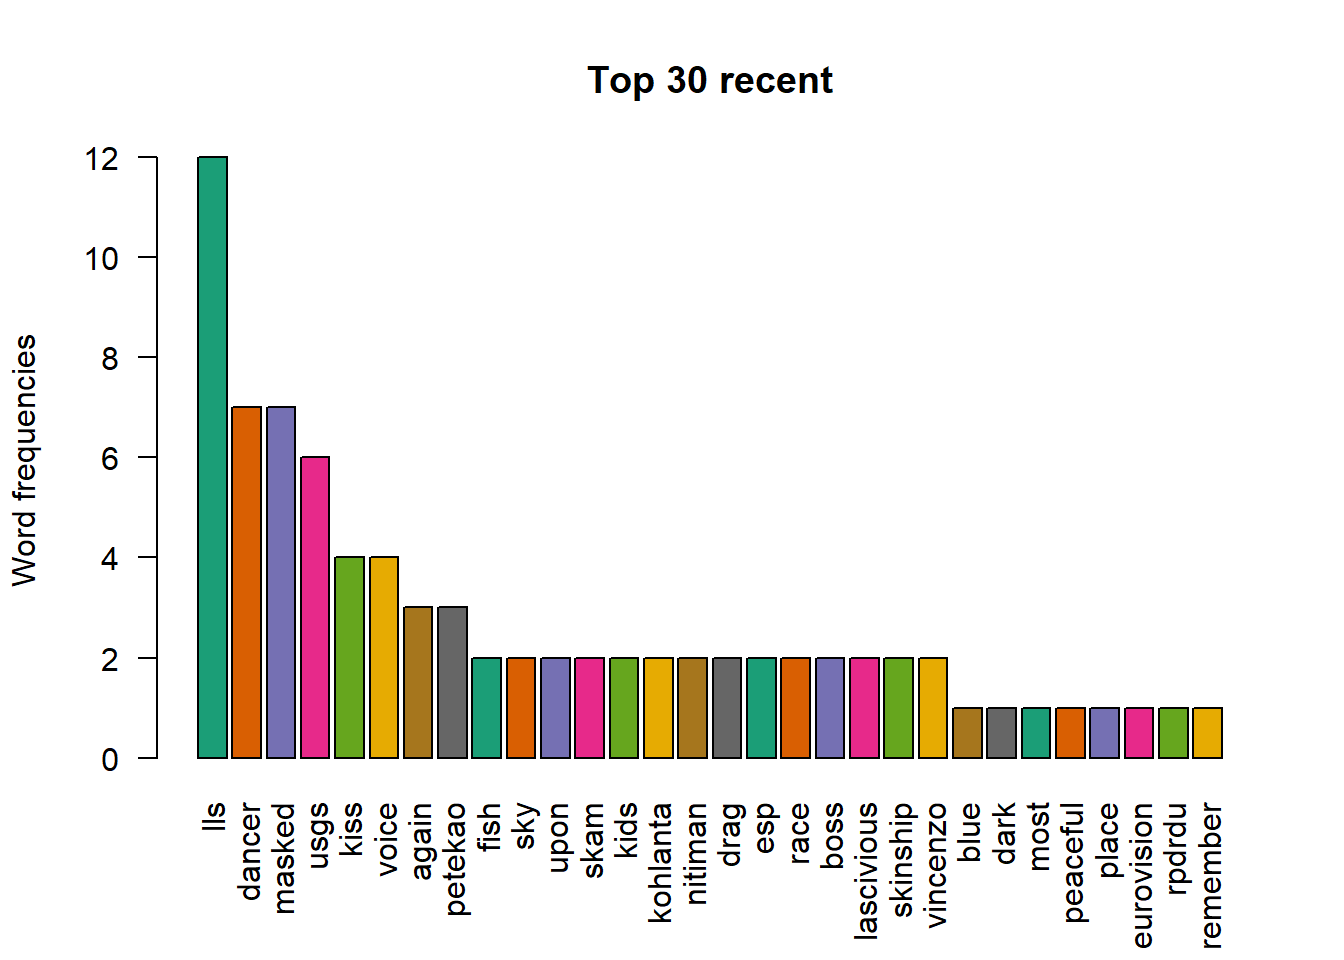 Top 30 recent
Word frequencies
12
10
8
6
4
2
0
lls
dancer
masked
usgs
kiss
voice
again
petekao
fish
sky
upon
skam
kids
kohlanta
nitiman
drag
esp
race
boss
lascivious
skinship
vincenzo
blue
dark
most
peaceful
place
eurovision
rpdrdu
remember